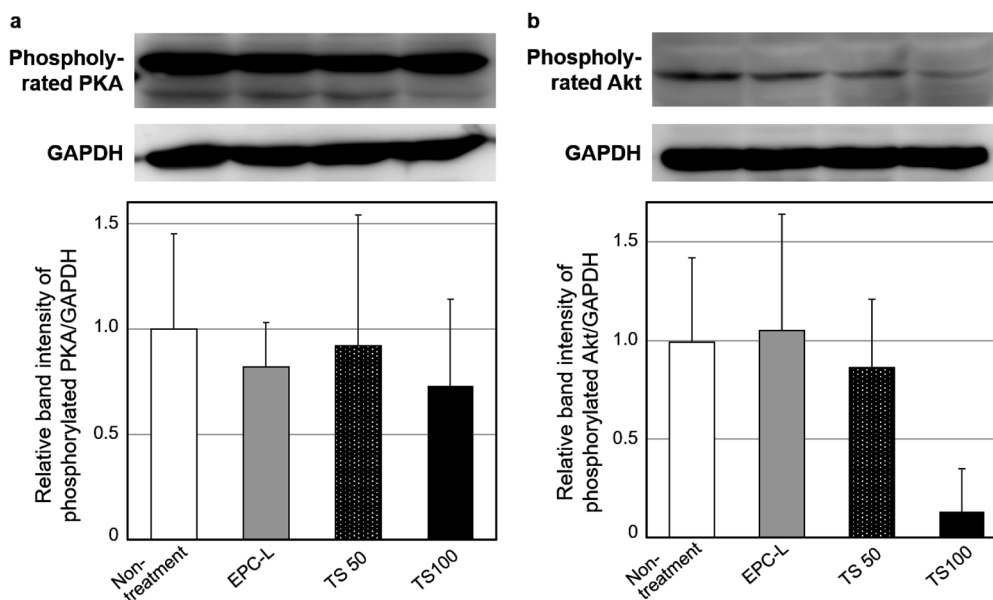 a
Phospholy-
rated PKA
GAPDH
Relative band intensity of
phosphorylated PKA/GAPDH
1.5
1.0
0.5
0
Non-
treatment
EPC-L
TS 50
TS100
b
Phospholy-
rated Akt
GAPDH
Relative band intensity of
phosphorylated Akt/GAPDH
1.5
1.0
0.5
0
Non-
treatment
EPC-L
TS 50
TS100